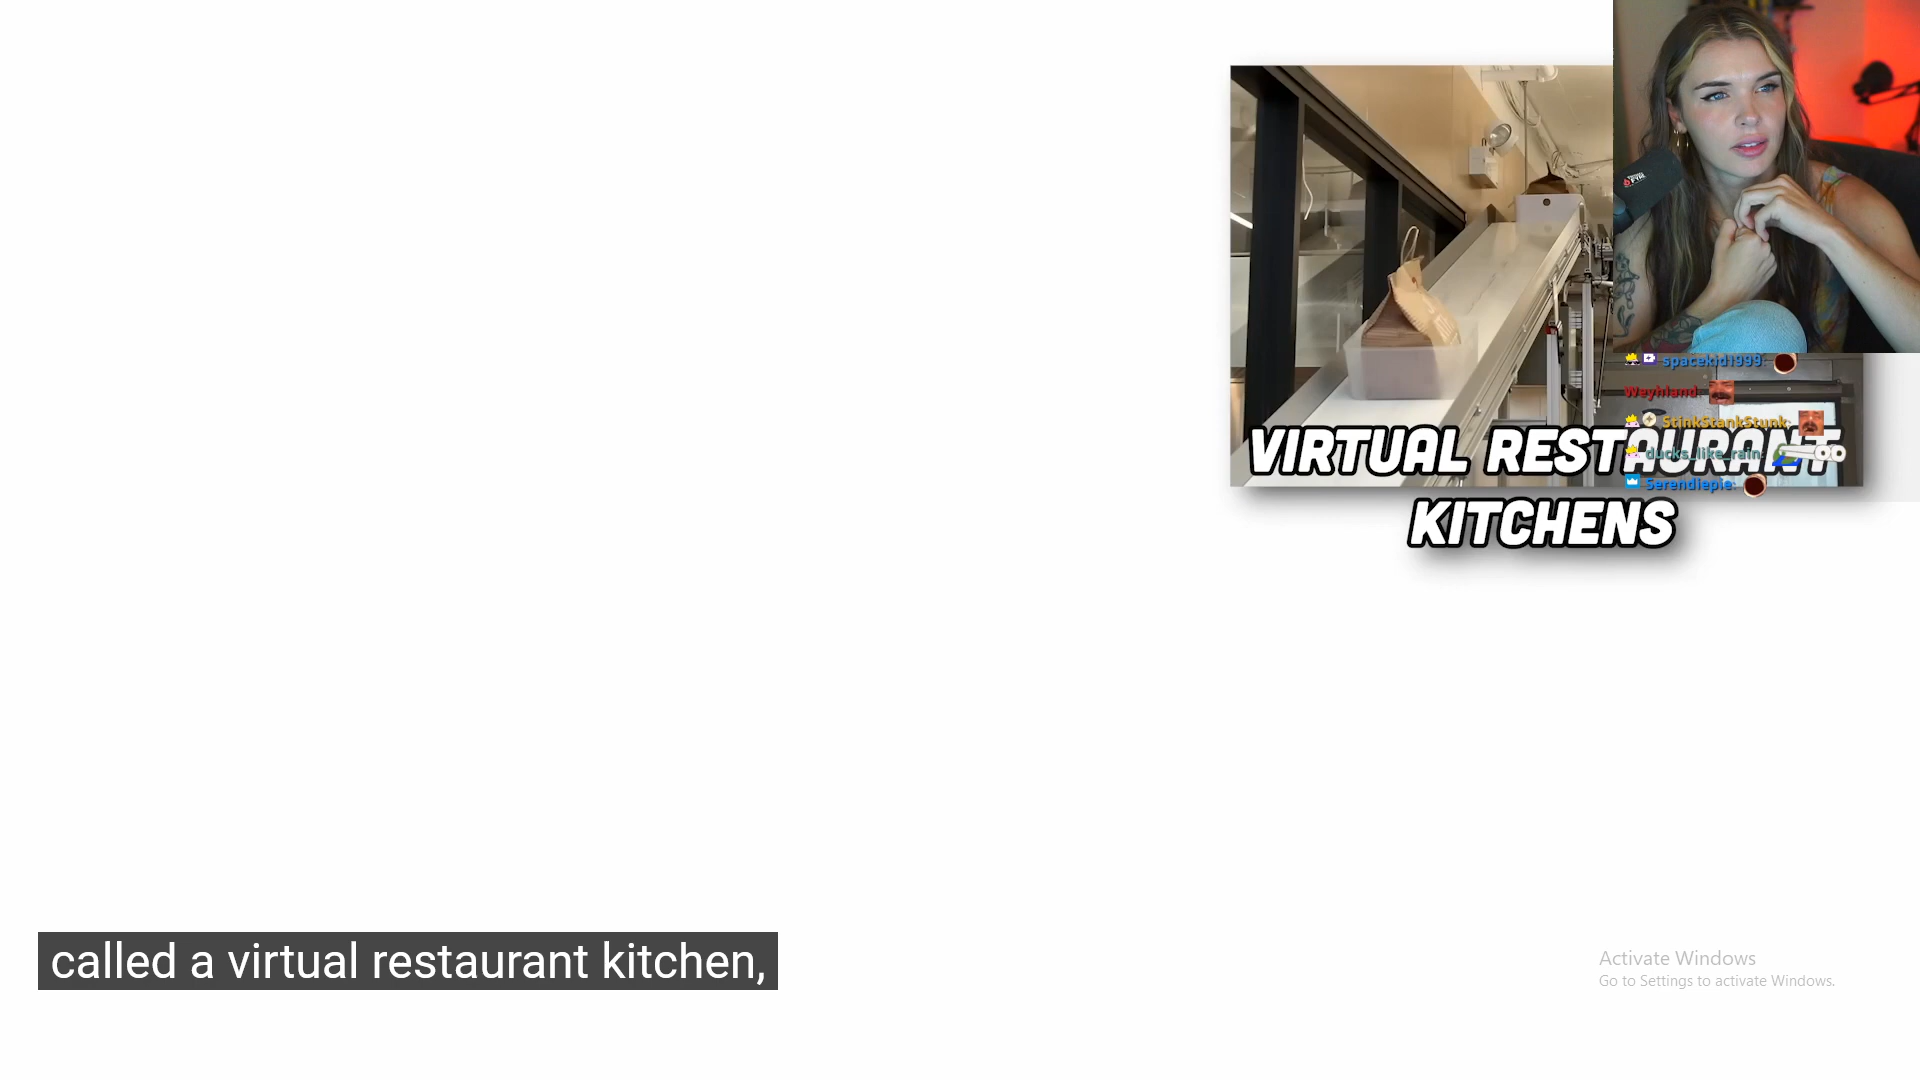 spacekid1999:
Weyhland:
StinkStankStunk:
VIRTUAL RESTAURANT
ducks_like_rain:
Serendiepie:
KITCHENS
called a virtual restaurant kitchen,
Activate Windows
Go to Settings to activate Windows.